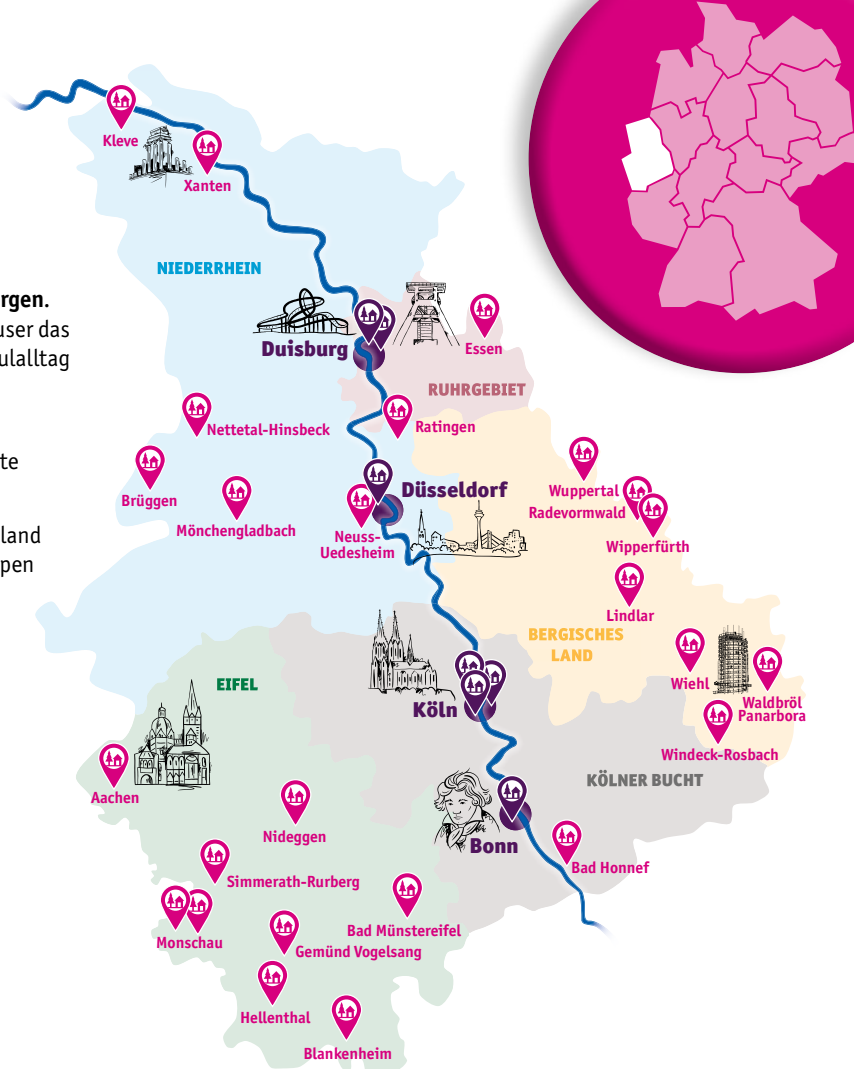 Kleve
Xanten
NIEDERRHEIN
rgen.
user das
ulalltag
Duisburg
Essen
RUHRGEBIET
Nettetal-Hinsbeck
Ratingen
te
Brüggen
Mönchengladbach
Düsseldorf
Wuppertal
Radevormwald
land
pen
Neuss-
Uedesheim
Wipperfürth
Lindlar
BERGISCHES
LAND
EIFEL
Wiehl
Köln
Waldbröl
Panarbora
Windeck-Rosbach
Aachen
KÖLNER BUCHT
Nideggen
Bonn
Bad Honnef
Simmerath-Rurberg
Monschau
Bad Münstereifel
Gemünd Vogelsang
Hellenthal
Blankenheim